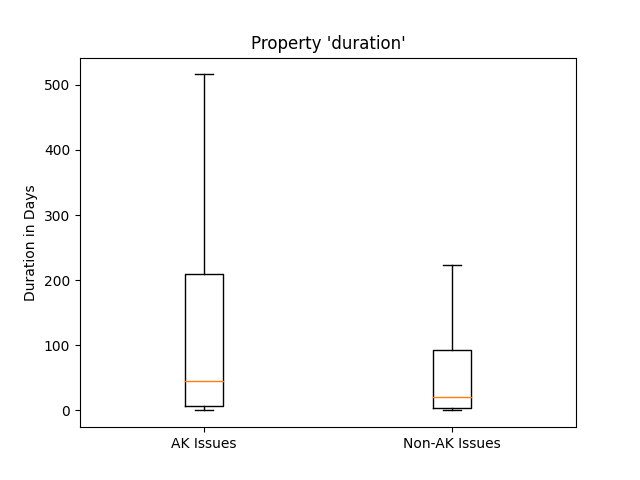 Property 'duration'
Duration in Days
500
400
300
200
100
0
AK Issues
Non-AK Issues